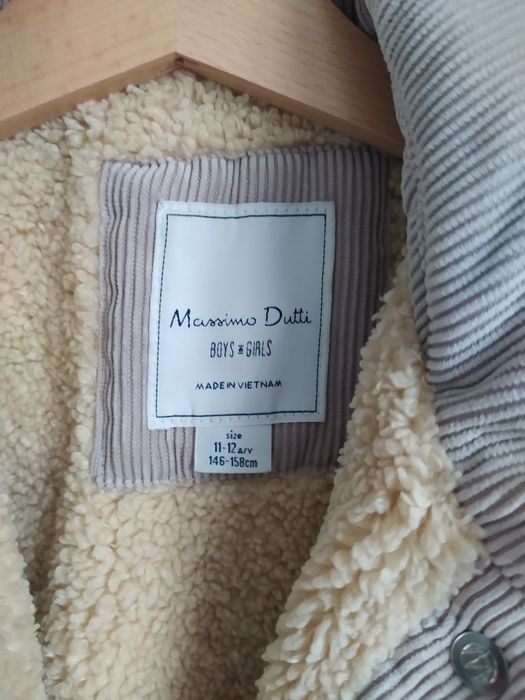 Massimo Dutti
BOYS & GIRLS
MADE IN VIETNAM
size
11-12 A/Y
146-158cm